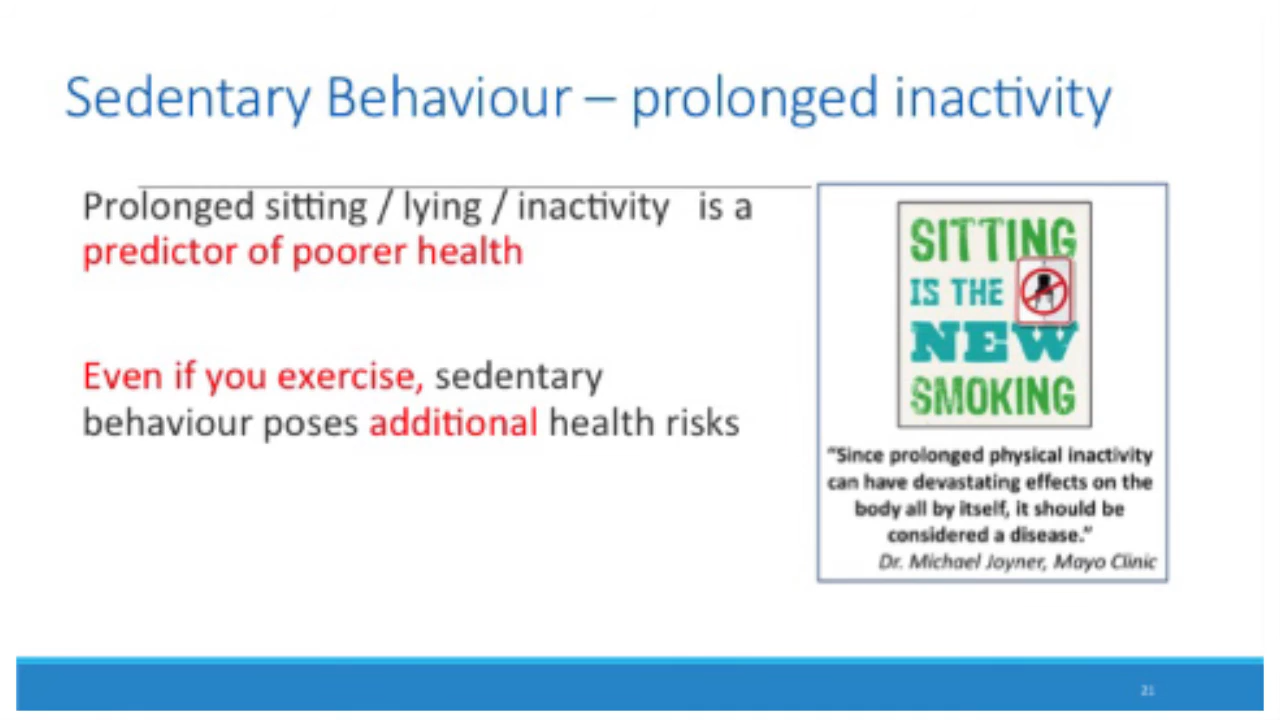 Sedentary Behaviour – prolonged inactivity
Prolonged sitting / lying / inactivity is a
predictor of poorer health
Even if you exercise, sedentary
behaviour poses additional health risks
SITTING
IS THE
NEW
SMOKING
“Since prolonged physical inactivity
can have devastating effects on the
body all by itself, it should be
considered a disease.”
Dr. Michael Joyner, Mayo Clinic
21